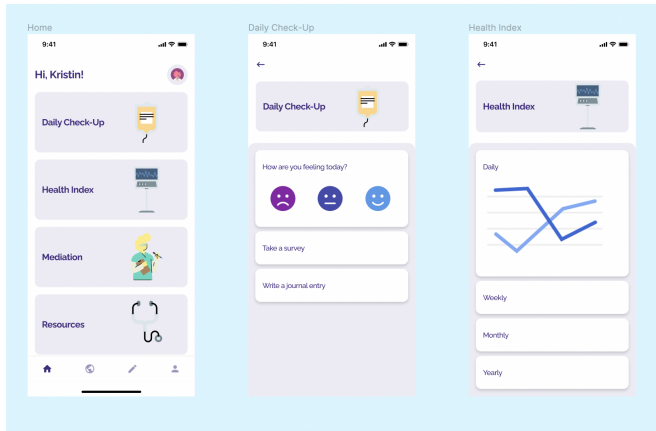 Home
9:41
Hi, Kristin!
Daily Check-Up
Health Index
Mediation
Resources
Daily Check-Up
9:41
Daily Check-Up
How are you feeling today?
Take a survey
Write a journal entry
Health Index
9:41
Health Index
Daily
Weekly
Monthly
Yearly